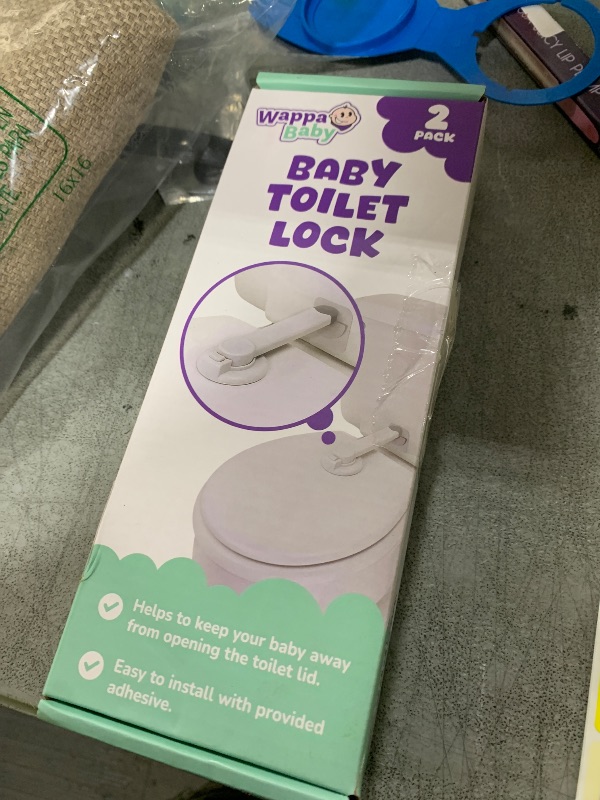 Wappa
Baby
2
PACK
BABY
TOILET
LOCK
Helps to keep your baby away
from opening the toilet lid.
Easy to install with provided
adhesive.
16x16
LIP